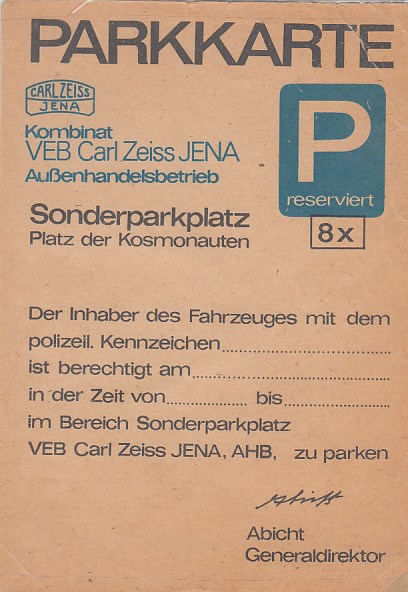 PARKKARTE
CARL ZEISS
JENA
Kombinat
VEB Carl Zeiss JENA
Außenhandelsbetrieb
P
reserviert
Sonderparkplatz
Platz der Kosmonauten
8x
Der Inhaber des Fahrzeuges mit dem
polizeil. Kennzeichen
ist berechtigt am
in der Zeit von bis
im Bereich Sonderparkplatz
VEB Carl Zeiss JENA, AHB, zu parken
Abicht
Abicht
Generaldirektor